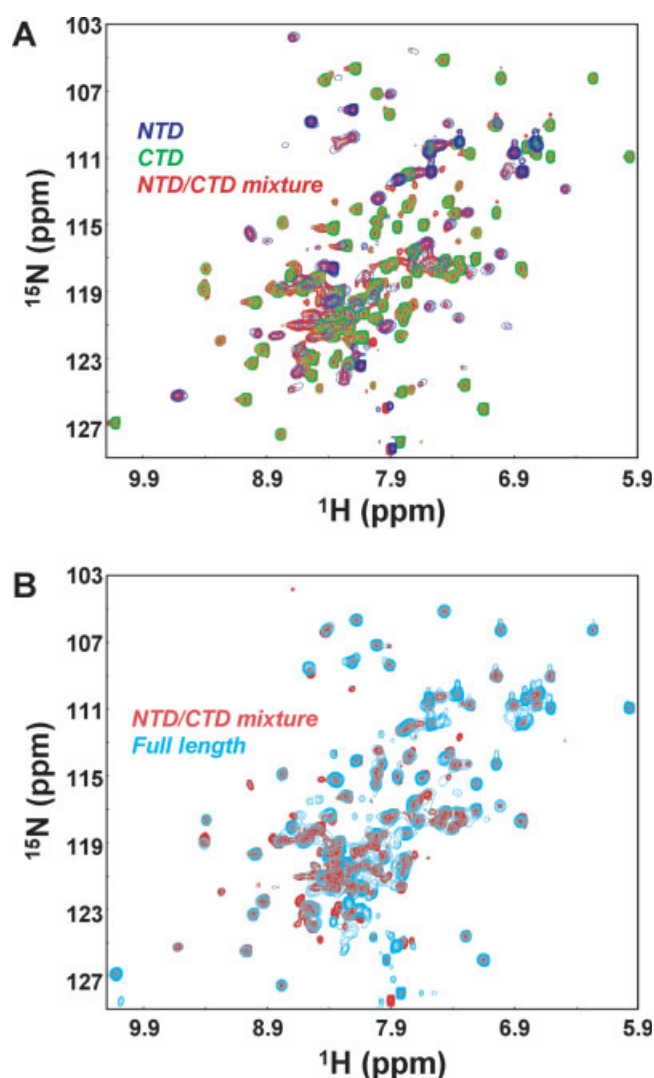 A
103
107
111
115
119
123
127
¹⁵N (ppm)
NTD
CTD
NTD/CTD mixture
9.9 8.9 7.9 6.9 5.9
¹H (ppm)
B
103
107
111
115
119
123
127
¹⁵N (ppm)
NTD/CTD mixture
Full length
9.9 8.9 7.9 6.9 5.9
¹H (ppm)